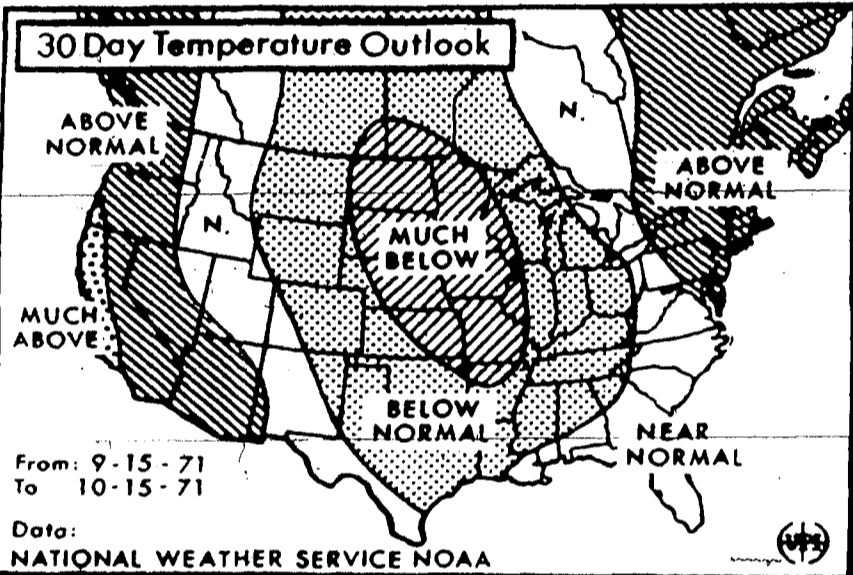 30 Day Temperature Outlook
ABOVE
NORMAL
N.
ABOVE
NORMAL
N.
MUCH
BELOW
MUCH
ABOVE
BELOW
NORMAL
NEAR
NORMAL
From: 9-15-71
To 10-15-71
Data:
NATIONAL WEATHER SERVICE NOAA
UPI